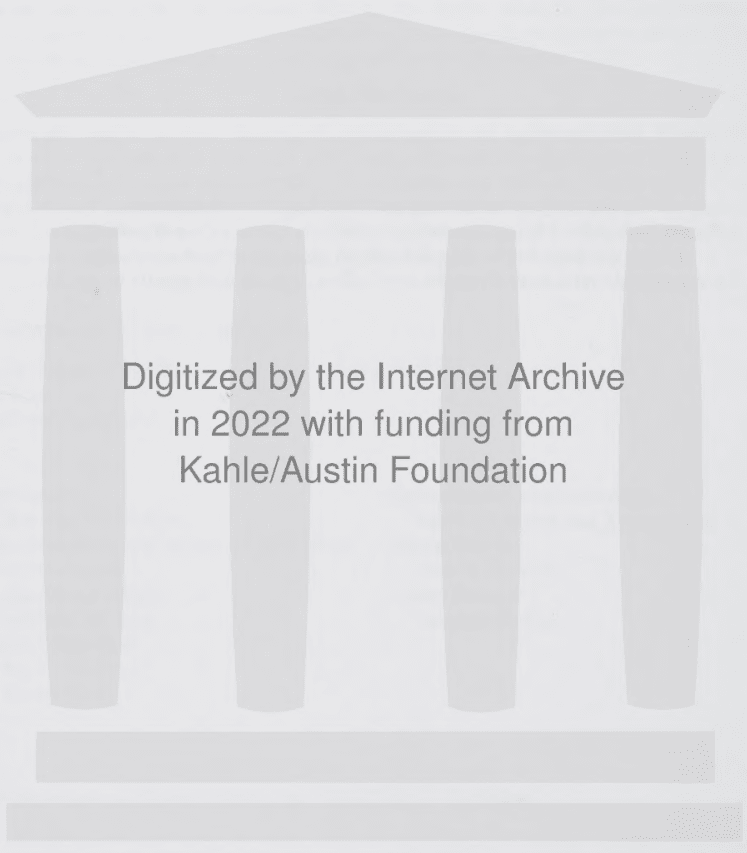 Digitized by the Internet Archive
in 2022 with funding from
Kahle/Austin Foundation